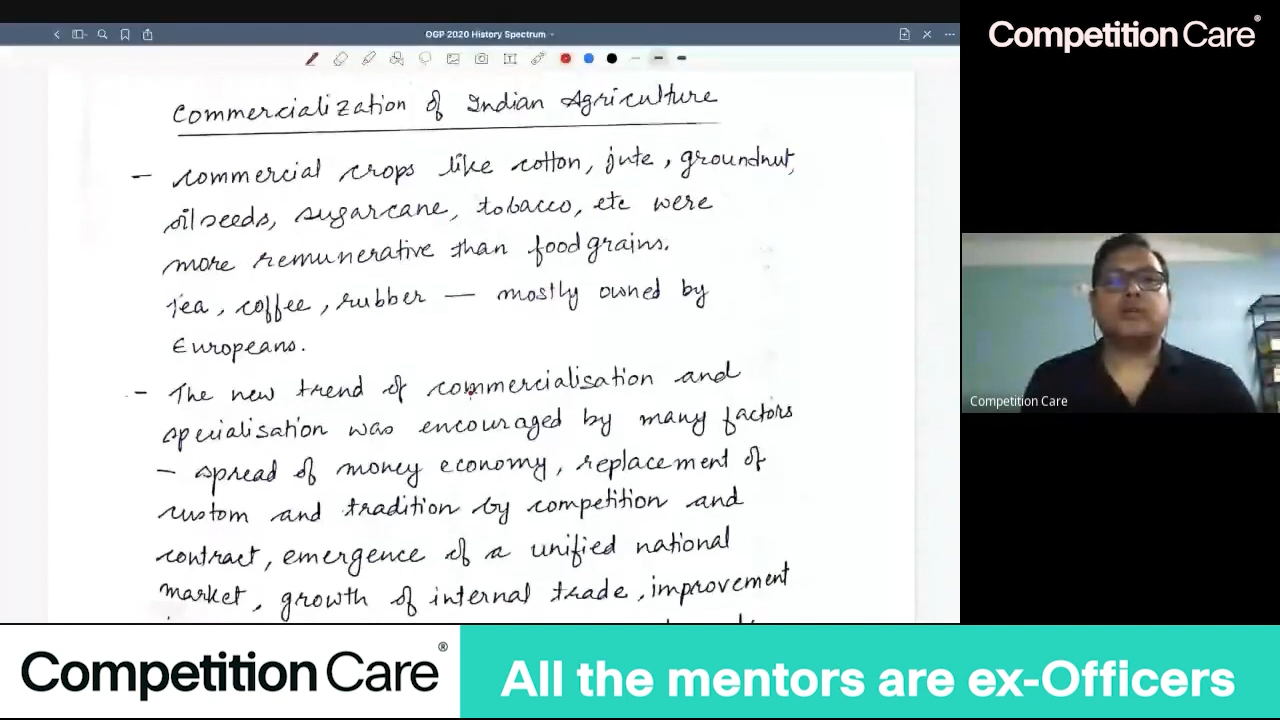 OGP 2020 History Spectrum
Commercialization of Indian Agriculture
— commercial crops like cotton, jute, groundnut,
oilseeds, sugarcane, tobacco, etc were
more remunerative than foodgrains.
Tea, coffee, rubber — mostly owned by
Europeans.
- The new trend of commercialisation and
specialisation was encouraged by many factors
— spread of money economy, replacement of
custom and tradition by competition and
contract, emergence of a unified national
market, growth of internal trade, improvement
Competition Care®
Competition Care
Competition Care®
All the mentors are ex-Officers